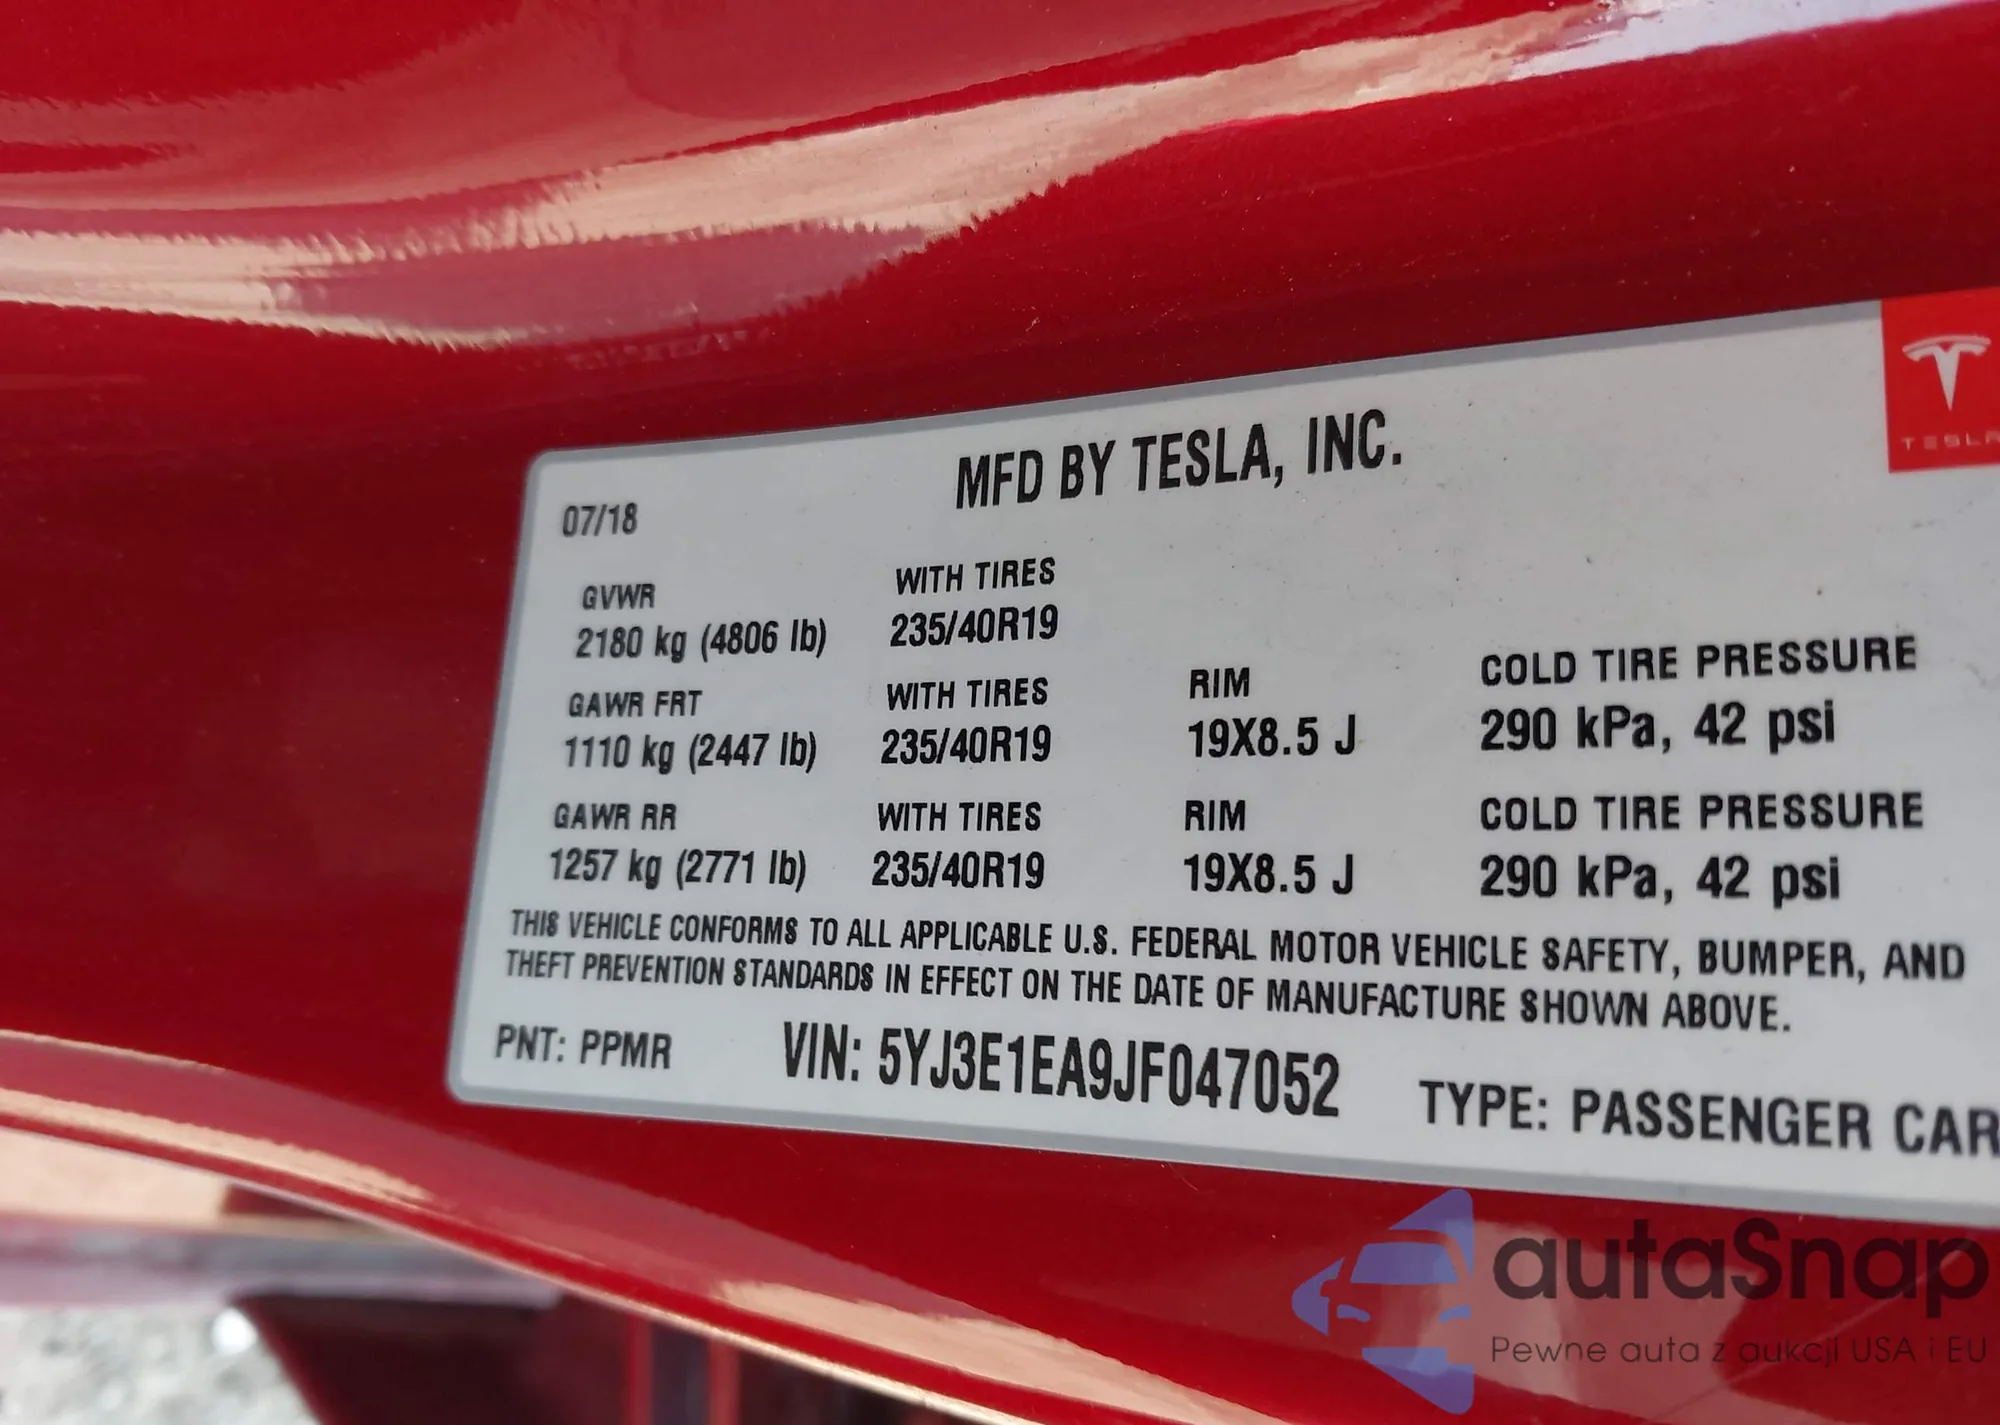 TESLA
MFD BY TESLA, INC.
07/18
GVWR
2180 kg (4806 lb)
WITH TIRES
235/40R19
GAWR FRT
1110 kg (2447 lb)
WITH TIRES
235/40R19
RIM
19X8.5 J
COLD TIRE PRESSURE
290 kPa, 42 psi
GAWR RR
1257 kg (2771 lb)
WITH TIRES
235/40R19
RIM
19X8.5 J
COLD TIRE PRESSURE
290 kPa, 42 psi
THIS VEHICLE CONFORMS TO ALL APPLICABLE U.S. FEDERAL MOTOR VEHICLE SAFETY, BUMPER, AND
THEFT PREVENTION STANDARDS IN EFFECT ON THE DATE OF MANUFACTURE SHOWN ABOVE.
PNT: PPMR VIN: 5YJ3E1EA9JF047052 TYPE: PASSENGER CAR
autaSnap
Pewne auta z aukcji USA i EU